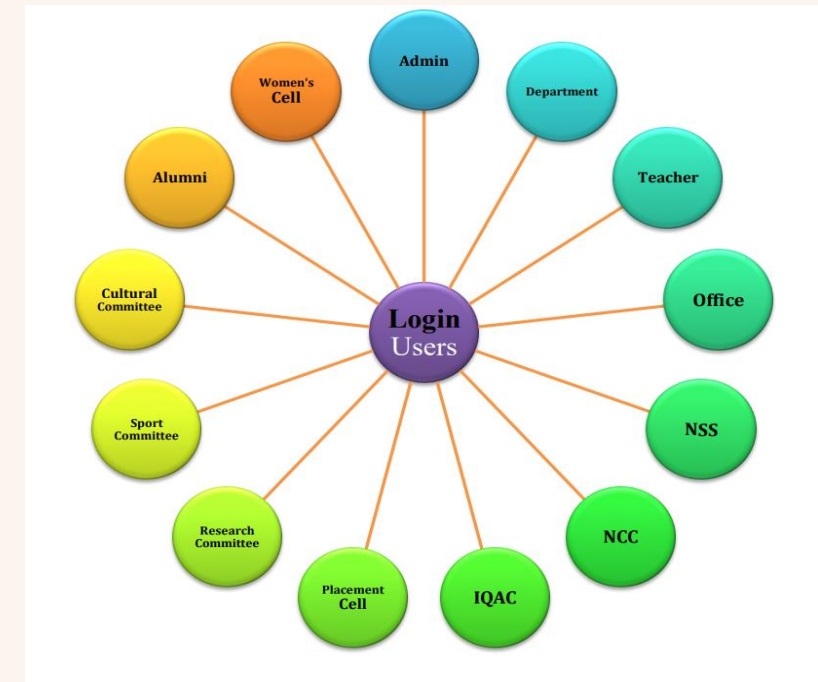 Admin
Department
Teacher
Office
NSS
NCC
IQAC
Placement
Cell
Research
Committee
Sport
Committee
Cultural
Committee
Alumni
Women's
Cell
Login
Users